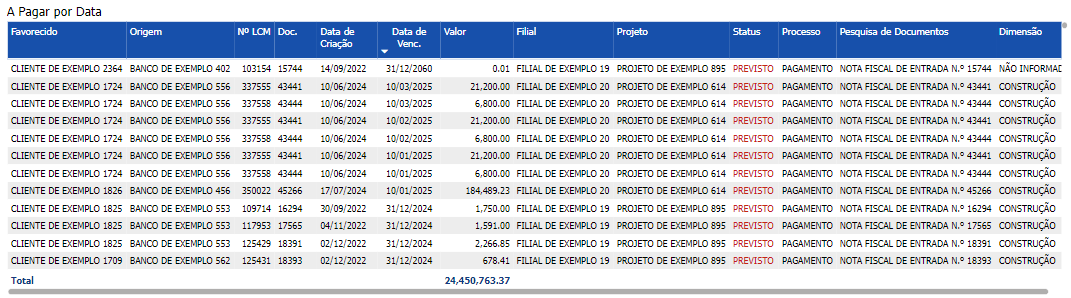 A Pagar por Data
Favorecido Origem Nº LCM Doc. Data de Criação Data de Venc. Valor Filial Projeto Status Processo Pesquisa de Documentos Dimensão
CLIENTE DE EXEMPLO 2364 BANCO DE EXEMPLO 402 103154 15744 14/09/2022 31/12/2060 0.01 FILIAL DE EXEMPLO 19 PROJETO DE EXEMPLO 895 PREVISTO PAGAMENTO NOTA FISCAL DE ENTRADA N.º 15744 NÃO INFORMAD
CLIENTE DE EXEMPLO 1724 BANCO DE EXEMPLO 556 337555 43441 10/06/2024 10/03/2025 21,200.00 FILIAL DE EXEMPLO 20 PROJETO DE EXEMPLO 614 PREVISTO PAGAMENTO NOTA FISCAL DE ENTRADA N.º 43441 CONSTRUÇÃO
CLIENTE DE EXEMPLO 1724 BANCO DE EXEMPLO 556 337558 43444 10/06/2024 10/03/2025 6,800.00 FILIAL DE EXEMPLO 20 PROJETO DE EXEMPLO 614 PREVISTO PAGAMENTO NOTA FISCAL DE ENTRADA N.º 43444 CONSTRUÇÃO
CLIENTE DE EXEMPLO 1724 BANCO DE EXEMPLO 556 337555 43441 10/06/2024 10/02/2025 21,200.00 FILIAL DE EXEMPLO 20 PROJETO DE EXEMPLO 614 PREVISTO PAGAMENTO NOTA FISCAL DE ENTRADA N.º 43441 CONSTRUÇÃO
CLIENTE DE EXEMPLO 1724 BANCO DE EXEMPLO 556 337558 43444 10/06/2024 10/02/2025 6,800.00 FILIAL DE EXEMPLO 20 PROJETO DE EXEMPLO 614 PREVISTO PAGAMENTO NOTA FISCAL DE ENTRADA N.º 43444 CONSTRUÇÃO
CLIENTE DE EXEMPLO 1724 BANCO DE EXEMPLO 556 337555 43441 10/06/2024 10/01/2025 21,200.00 FILIAL DE EXEMPLO 20 PROJETO DE EXEMPLO 614 PREVISTO PAGAMENTO NOTA FISCAL DE ENTRADA N.º 43441 CONSTRUÇÃO
CLIENTE DE EXEMPLO 1724 BANCO DE EXEMPLO 556 337558 43444 10/06/2024 10/01/2025 6,800.00 FILIAL DE EXEMPLO 20 PROJETO DE EXEMPLO 614 PREVISTO PAGAMENTO NOTA FISCAL DE ENTRADA N.º 43444 CONSTRUÇÃO
CLIENTE DE EXEMPLO 1826 BANCO DE EXEMPLO 456 350022 45266 17/07/2024 10/01/2025 184,489.23 FILIAL DE EXEMPLO 20 PROJETO DE EXEMPLO 614 PREVISTO PAGAMENTO NOTA FISCAL DE ENTRADA N.º 45266 CONSTRUÇÃO
CLIENTE DE EXEMPLO 1825 BANCO DE EXEMPLO 553 109714 16294 30/09/2022 31/12/2024 1,750.00 FILIAL DE EXEMPLO 19 PROJETO DE EXEMPLO 895 PREVISTO PAGAMENTO NOTA FISCAL DE ENTRADA N.º 16294 CONSTRUÇÃO
CLIENTE DE EXEMPLO 1825 BANCO DE EXEMPLO 553 117953 17565 04/11/2022 31/12/2024 1,591.00 FILIAL DE EXEMPLO 19 PROJETO DE EXEMPLO 895 PREVISTO PAGAMENTO NOTA FISCAL DE ENTRADA N.º 17565 CONSTRUÇÃO
CLIENTE DE EXEMPLO 1825 BANCO DE EXEMPLO 553 125429 18391 02/12/2022 31/12/2024 2,266.85 FILIAL DE EXEMPLO 19 PROJETO DE EXEMPLO 895 PREVISTO PAGAMENTO NOTA FISCAL DE ENTRADA N.º 18391 CONSTRUÇÃO
CLIENTE DE EXEMPLO 1709 BANCO DE EXEMPLO 562 125431 18393 02/12/2022 31/12/2024 678.41 FILIAL DE EXEMPLO 19 PROJETO DE EXEMPLO 895 PREVISTO PAGAMENTO NOTA FISCAL DE ENTRADA N.º 18393 CONSTRUÇÃO
Total 24,450,763.37